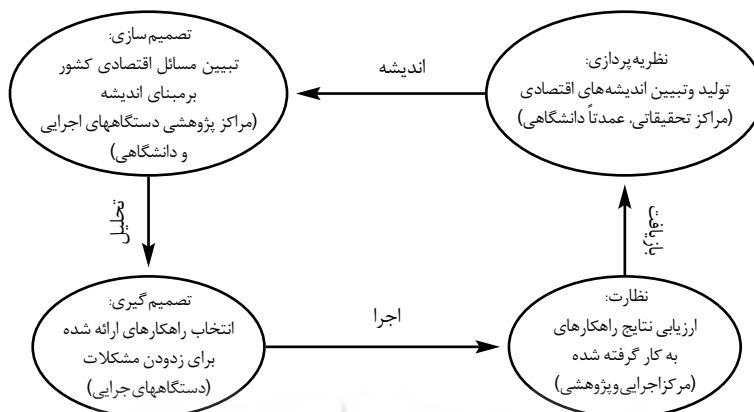 نظریه‌پردازی:
تولید وتبیین اندیشه‌های اقتصادی
(مراکز تحقیقاتی، عمدتاً دانشگاهی)
اندیشه
تصمیم‌سازی:
تبیین مسائل اقتصادی کشور
برمبنای اندیشه
(مراکز پژوهشی دستگاههای اجرایی
و دانشگاهی)
تحلیل
تصمیم‌گیری:
انتخاب راهکارهای ارائه شده
برای زدودن مشکلات
(دستگاههای‌جرایی)
اجرا
نظارت:
ارزیابی نتایج راهکارهای
به کار گرفته شده
(مرکزاجرایی‌وپژوهشی)
بازیافت